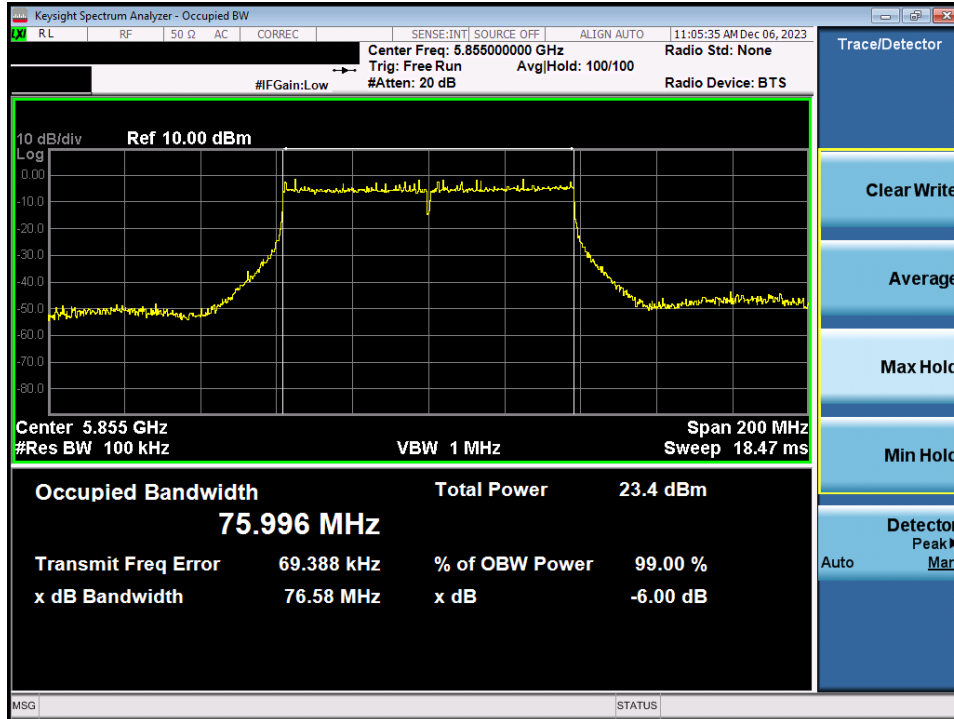 Keysight Spectrum Analyzer - Occupied BW
LXI RL RF 50 Ω AC CORREC SENSE:INT SOURCE OFF ALIGN AUTO 11:05:35 AM Dec 06, 2023
Center Freq: 5.855000000 GHz Radio Std: None
Trig: Free Run Avg|Hold: 100/100
#IFGain:Low #Atten: 20 dB Radio Device: BTS
10 dB/div Ref 10.00 dBm
Log
0.00
-10.0
-20.0
-30.0
-40.0
-50.0
-60.0
-70.0
-80.0
Center 5.855 GHz Span 200 MHz
#Res BW 100 kHz VBW 1 MHz Sweep 18.47 ms
Occupied Bandwidth Total Power 23.4 dBm
75.996 MHz
Transmit Freq Error 69.388 kHz % of OBW Power 99.00 %
x dB Bandwidth 76.58 MHz x dB -6.00 dB
Trace/Detector
Clear Write
Average
Max Hold
Min Hold
Detector
Peak
Auto Man
MSG STATUS